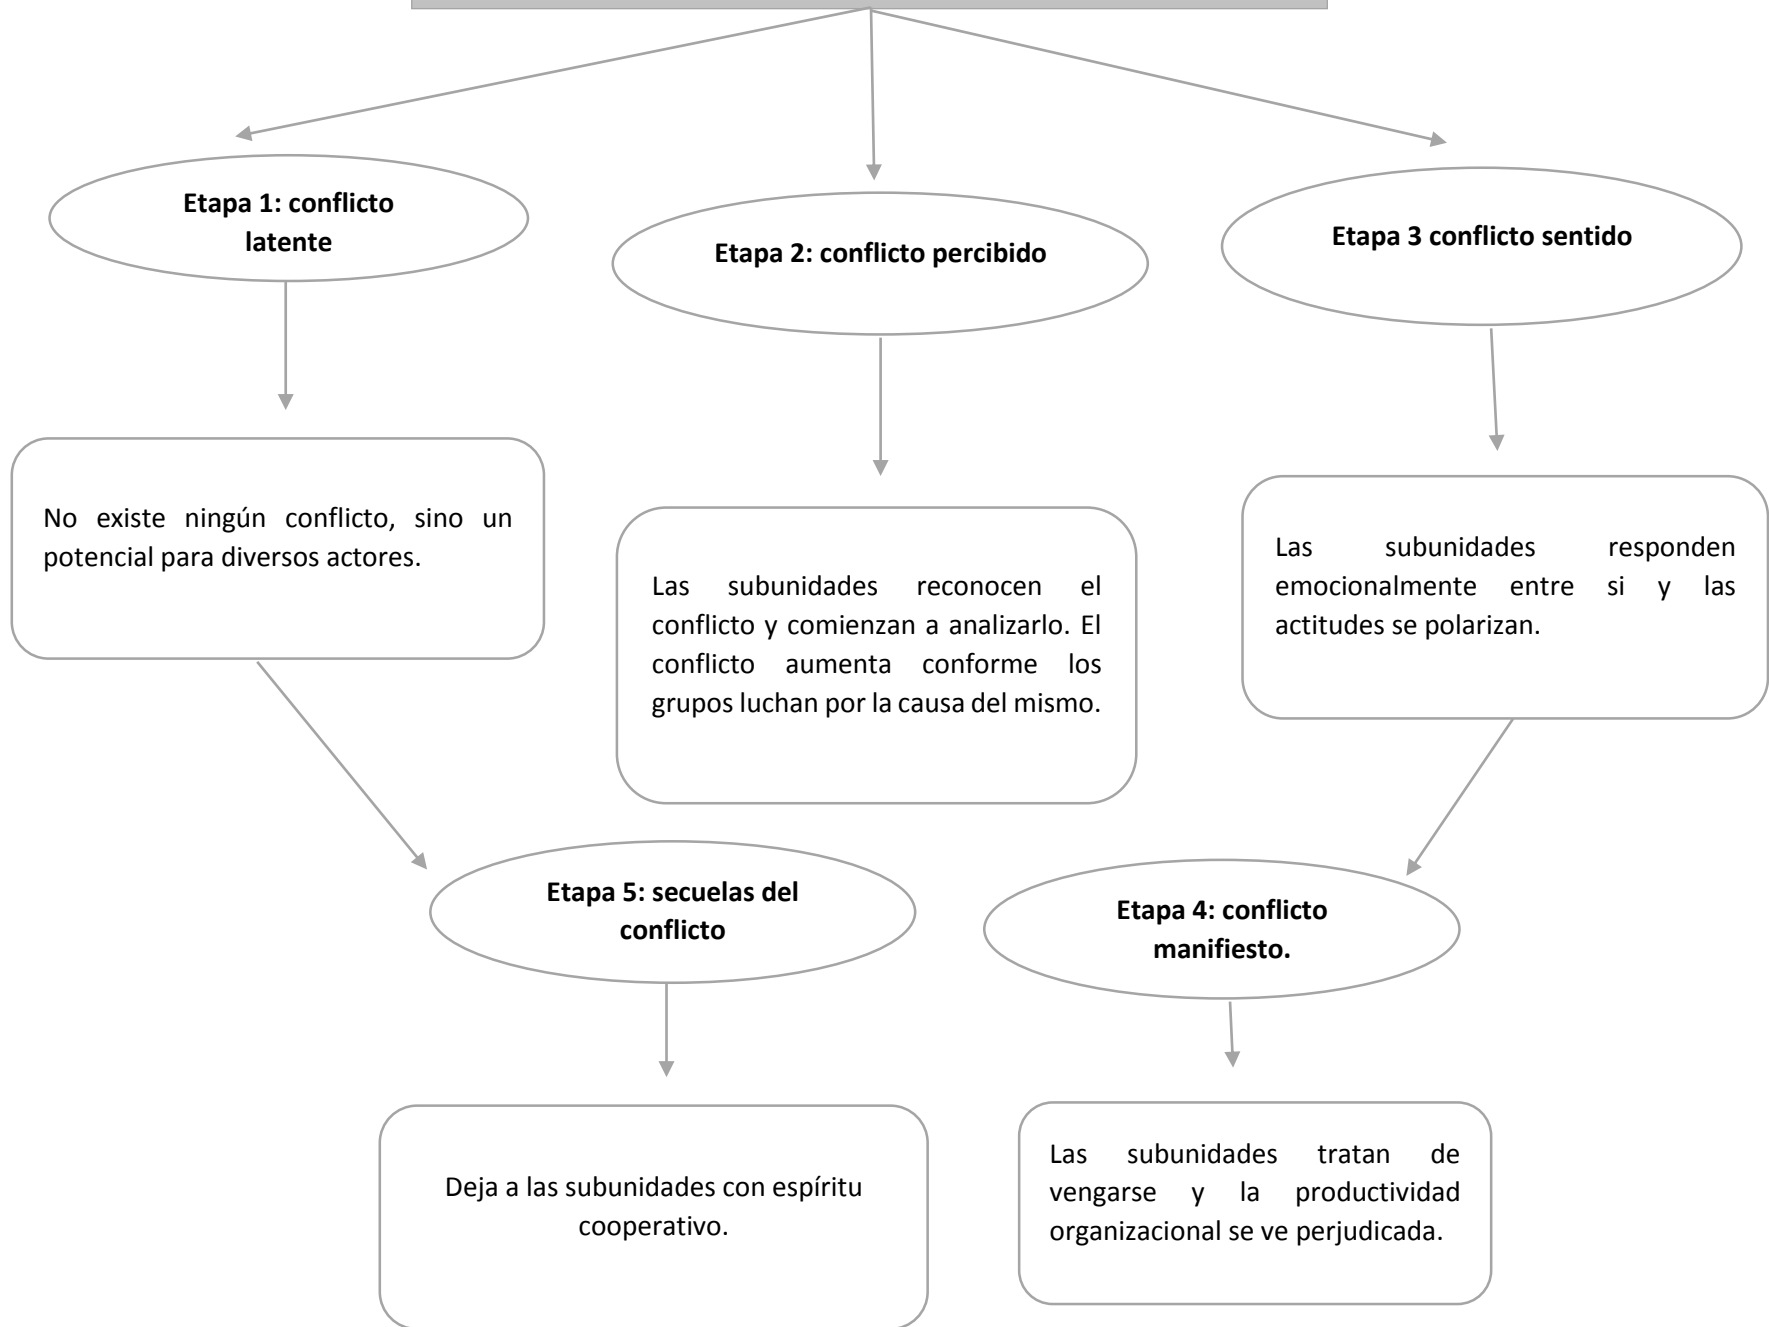 Etapa 1: conflicto
latente
Etapa 2: conflicto percibido
Etapa 3 conflicto sentido
No existe ningún conflicto, sino un
potencial para diversos actores.
Las subunidades reconocen el
conflicto y comienzan a analizarlo. El
conflicto aumenta conforme los
grupos luchan por la causa del mismo.
Las subunidades responden
emocionalmente entre si y las
actitudes se polarizan.
Etapa 5: secuelas del
conflicto
Etapa 4: conflicto
manifiesto.
Deja a las subunidades con espíritu
cooperativo.
Las subunidades tratan de
vengarse y la productividad
organizacional se ve perjudicada.